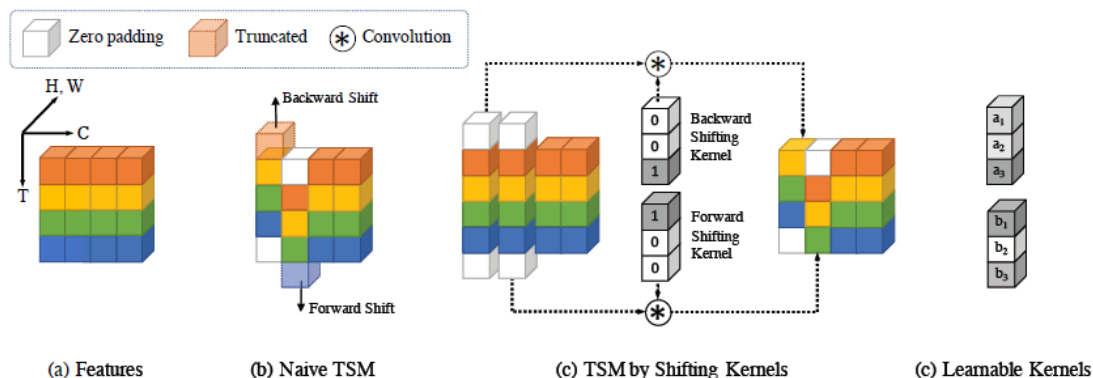 Zero padding
Truncated
Convolution
H, W
C
T
Backward Shift
Forward Shift
0
0
1
Backward
Shifting
Kernel
1
0
0
Forward
Shifting
Kernel
a1
a2
a3
b1
b2
b3
(a) Features
(b) Naive TSM
(c) TSM by Shifting Kernels
(c) Learnable Kernels